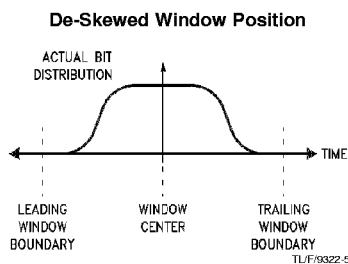 De-Skewed Window Position
ACTUAL BIT
DISTRIBUTION
TIME
LEADING
WINDOW
BOUNDARY
WINDOW
CENTER
TRAILING
WINDOW
BOUNDARY
TL/F/9322-5